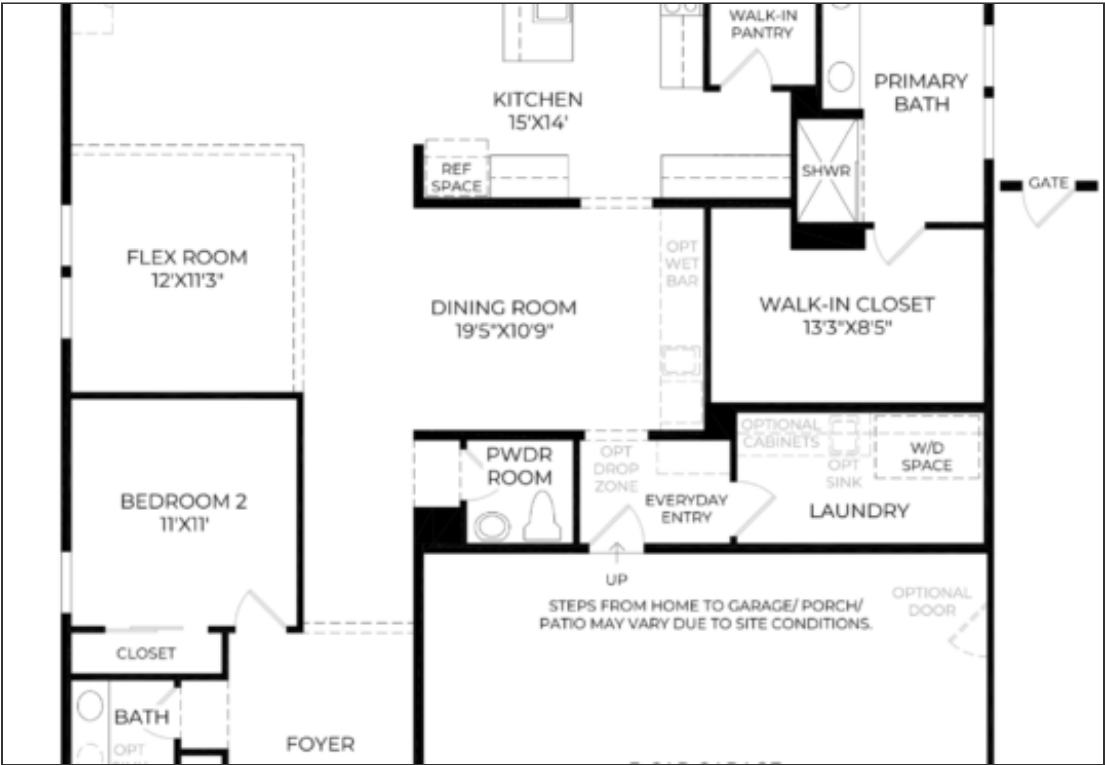 WALK-IN
PANTRY
PRIMARY
BATH
KITCHEN
15'X14'
REF
SPACE
SHWR
GATE
FLEX ROOM
12'X11'3"
OPT
WET
BAR
DINING ROOM
19'5"X10'9"
WALK-IN CLOSET
13'3"X8'5"
OPTIONAL
CABINETS
OPT
SINK
W/D
SPACE
LAUNDRY
PWDR
ROOM
OPT
DROP
ZONE
EVERYDAY
ENTRY
BEDROOM 2
11'X11'
UP
STEPS FROM HOME TO GARAGE/ PORCH/
PATIO MAY VARY DUE TO SITE CONDITIONS.
OPTIONAL
DOOR
CLOSET
BATH
OPT
FOYER